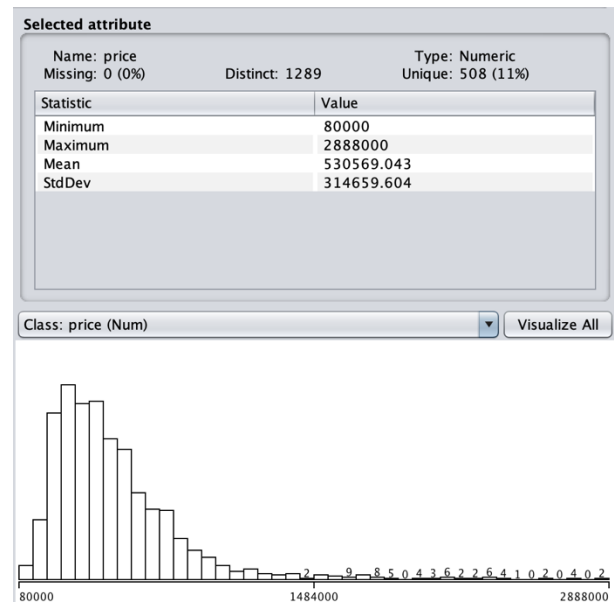 Selected attribute
Name: price Type: Numeric
Missing: 0 (0%) Distinct: 1289 Unique: 508 (11%)
Statistic Value
Minimum 80000
Maximum 2888000
Mean 530569.043
StdDev 314659.604
Class: price (Num) Visualize All
2 9 8 5 0 4 3 6 2 2 6 4 1 0 2 0 4 0 2
80000 1484000 2888000